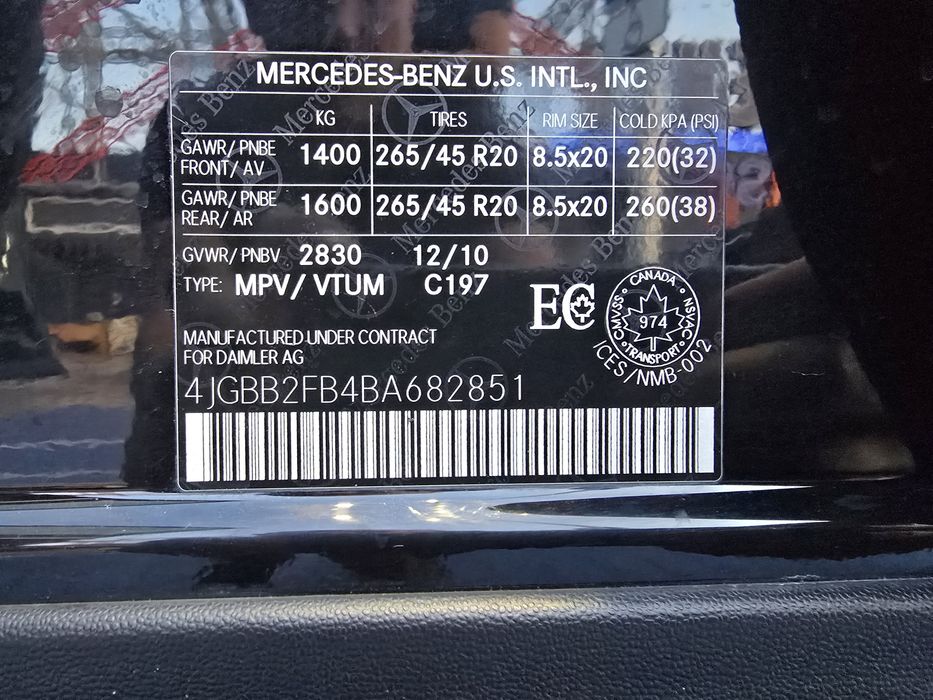 MERCEDES-BENZ U.S. INTL., INC
KG TIRES RIM SIZE COLD KPA (PSI)
GAWR/ PNBE FRONT/ AV 1400 265/45 R20 8.5x20 220(32)
GAWR/ PNBE REAR/ AR 1600 265/45 R20 8.5x20 260(38)
GVWR/ PNBV 2830 12/10
TYPE: MPV/ VTUM C197
EC
CANADA
CMVSS NSVAC
974
TRANSPORT
ICES/NMB-002
MANUFACTURED UNDER CONTRACT
FOR DAIMLER AG
4JGBB2FB4BA682851
Mercedes Benz